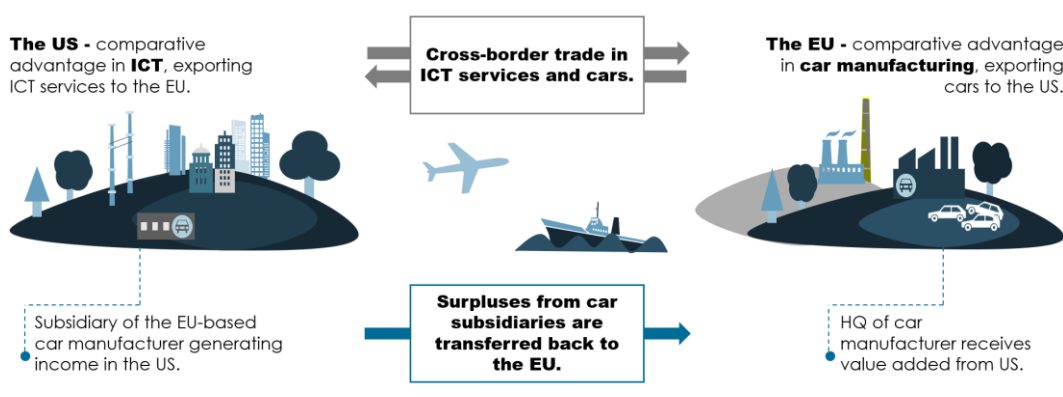 The US - comparative
advantage in ICT, exporting
ICT services to the EU.
Cross-border trade in
ICT services and cars.
The EU - comparative advantage
in car manufacturing, exporting
cars to the US.
Subsidiary of the EU-based
car manufacturer generating
income in the US.
Surpluses from car
subsidiaries are
transferred back to
the EU.
HQ of car
manufacturer receives
value added from US.